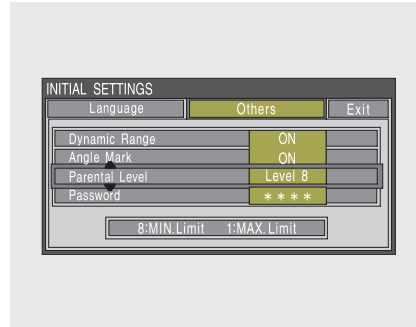 INITIAL SETTINGS
Language Others Exit
Dynamic Range ON
Angle Mark ON
Parental Level Level 8
Password ＊＊＊＊
8:MIN.Limit 1:MAX.Limit